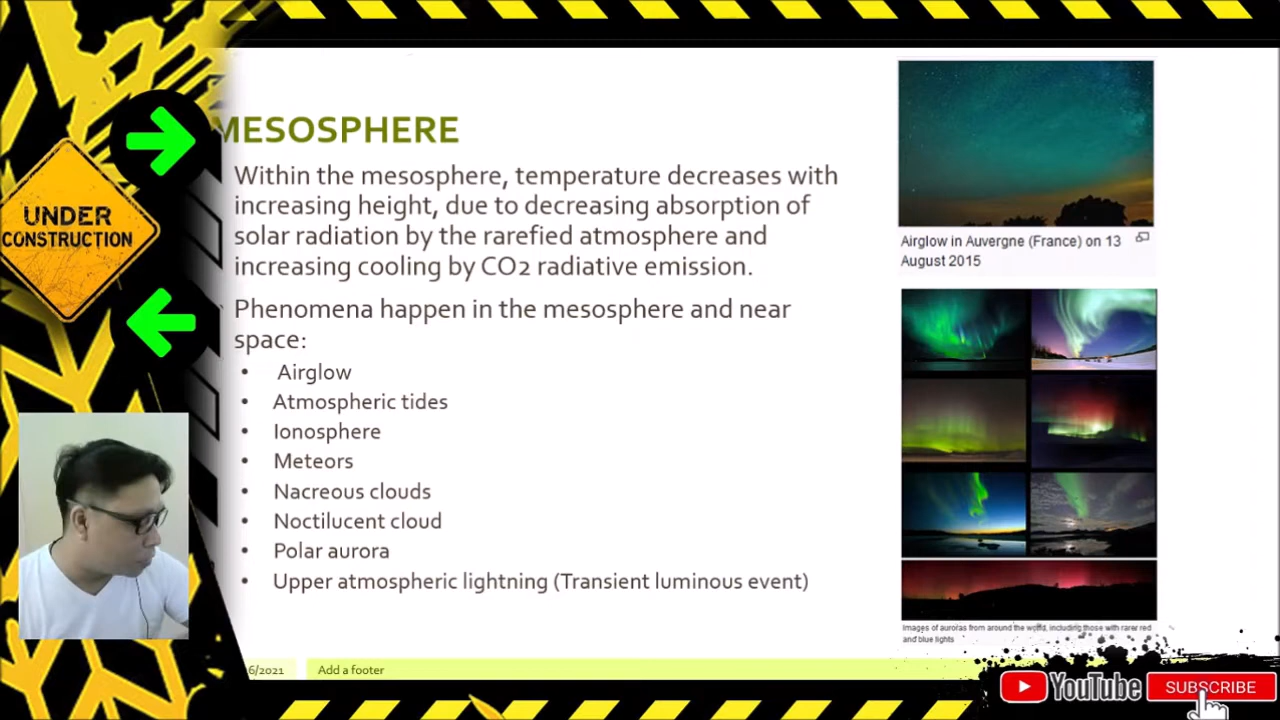 UNDER
CONSTRUCTION
MESOSPHERE
Within the mesosphere, temperature decreases with
increasing height, due to decreasing absorption of
solar radiation by the rarefied atmosphere and
increasing cooling by CO2 radiative emission.
Phenomena happen in the mesosphere and near
space:
• Airglow
• Atmospheric tides
• Ionosphere
• Meteors
• Nacreous clouds
• Noctilucent cloud
• Polar aurora
• Upper atmospheric lightning (Transient luminous event)
Airglow in Auvergne (France) on 13
August 2015
Images of auroras from around the world, including those with rarer red
and blue lights
6/2021
Add a footer
YouTube
SUBSCRIBE